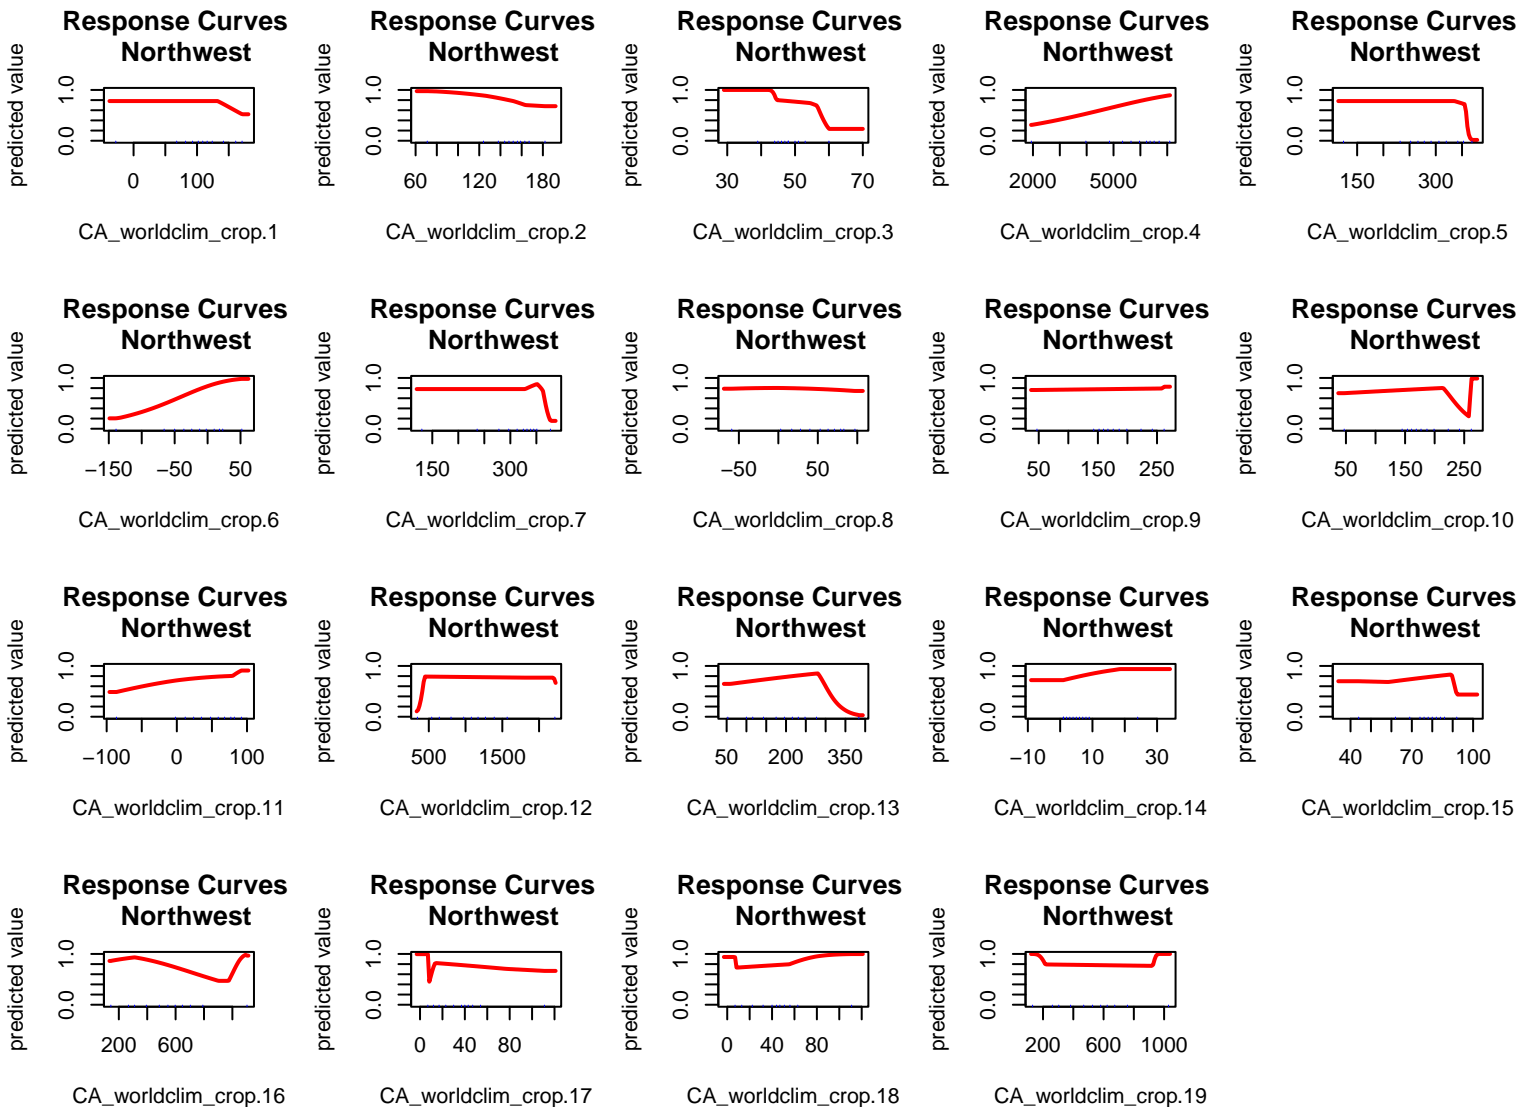 Response Curves
Northwest
predicted value
0.0 1.0
0 100
CA_worldclim_crop.1
Response Curves
Northwest
predicted value
0.0 1.0
60 120 180
CA_worldclim_crop.2
Response Curves
Northwest
predicted value
0.0 1.0
30 50 70
CA_worldclim_crop.3
Response Curves
Northwest
predicted value
0.0 1.0
2000 5000
CA_worldclim_crop.4
Response Curves
Northwest
predicted value
0.0 1.0
150 300
CA_worldclim_crop.5
Response Curves
Northwest
predicted value
0.0 1.0
−150 −50 50
CA_worldclim_crop.6
Response Curves
Northwest
predicted value
0.0 1.0
150 300
CA_worldclim_crop.7
Response Curves
Northwest
predicted value
0.0 1.0
−50 50
CA_worldclim_crop.8
Response Curves
Northwest
predicted value
0.0 1.0
50 150 250
CA_worldclim_crop.9
Response Curves
Northwest
predicted value
0.0 1.0
50 150 250
CA_worldclim_crop.10
Response Curves
Northwest
predicted value
0.0 1.0
−100 0 100
CA_worldclim_crop.11
Response Curves
Northwest
predicted value
0.0 1.0
500 1500
CA_worldclim_crop.12
Response Curves
Northwest
predicted value
0.0 1.0
50 200 350
CA_worldclim_crop.13
Response Curves
Northwest
predicted value
0.0 1.0
−10 10 30
CA_worldclim_crop.14
Response Curves
Northwest
predicted value
0.0 1.0
40 70 100
CA_worldclim_crop.15
Response Curves
Northwest
predicted value
0.0 1.0
200 600
CA_worldclim_crop.16
Response Curves
Northwest
predicted value
0.0 1.0
0 40 80
CA_worldclim_crop.17
Response Curves
Northwest
predicted value
0.0 1.0
0 40 80
CA_worldclim_crop.18
Response Curves
Northwest
predicted value
0.0 1.0
200 600 1000
CA_worldclim_crop.19